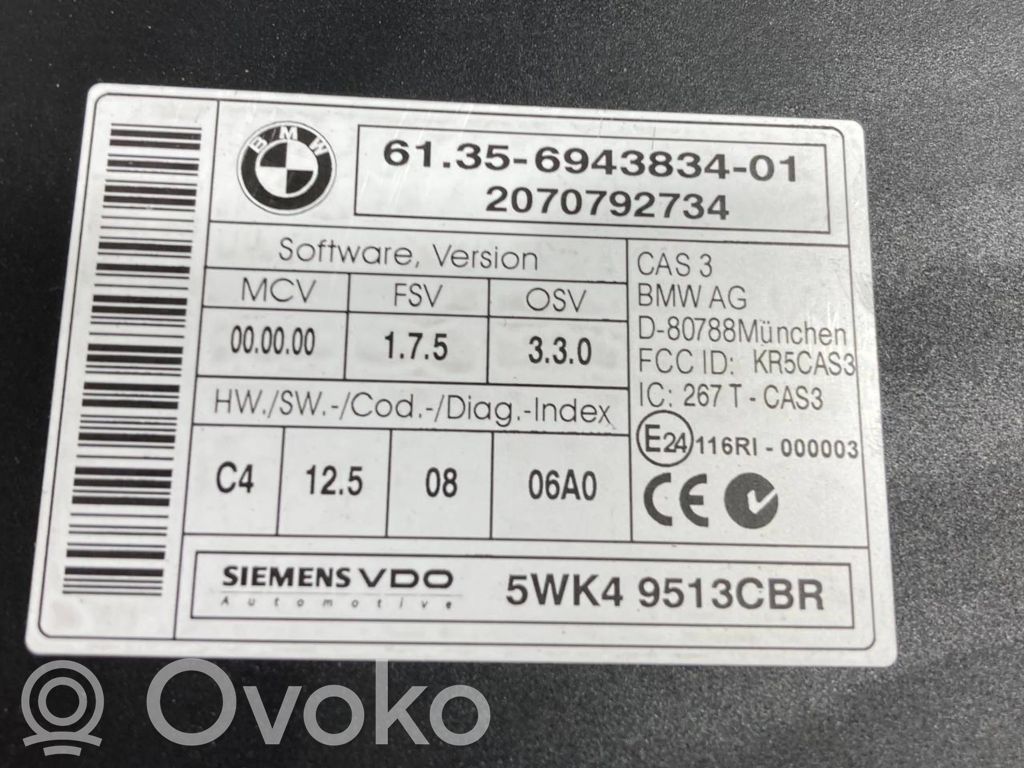 BMW
61.35-6943834-01
2070792734
Software, Version
MCV FSV OSV
00.00.00 1.7.5 3.3.0
HW./SW.-/Cod.-/Diag.-Index
C4 12.5 08 06A0
CAS 3
BMW AG
D-80788München
FCC ID: KR5CAS3
IC: 267 T - CAS3
E24 116RI - 000003
CE
SIEMENS VDO
Automotive
5WK4 9513CBR
Ovoko